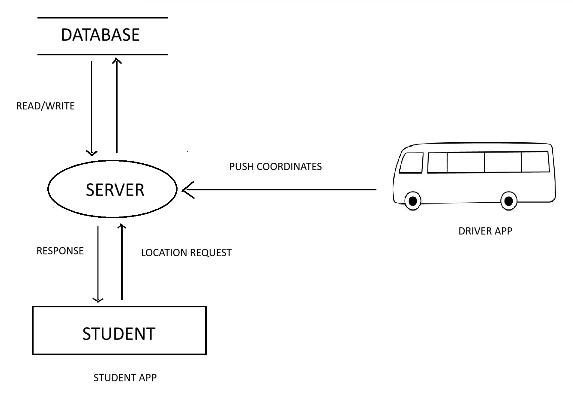 DATABASE
READ/WRITE
PUSH COORDINATES
SERVER
DRIVER APP
RESPONSE
LOCATION REQUEST
STUDENT
STUDENT APP